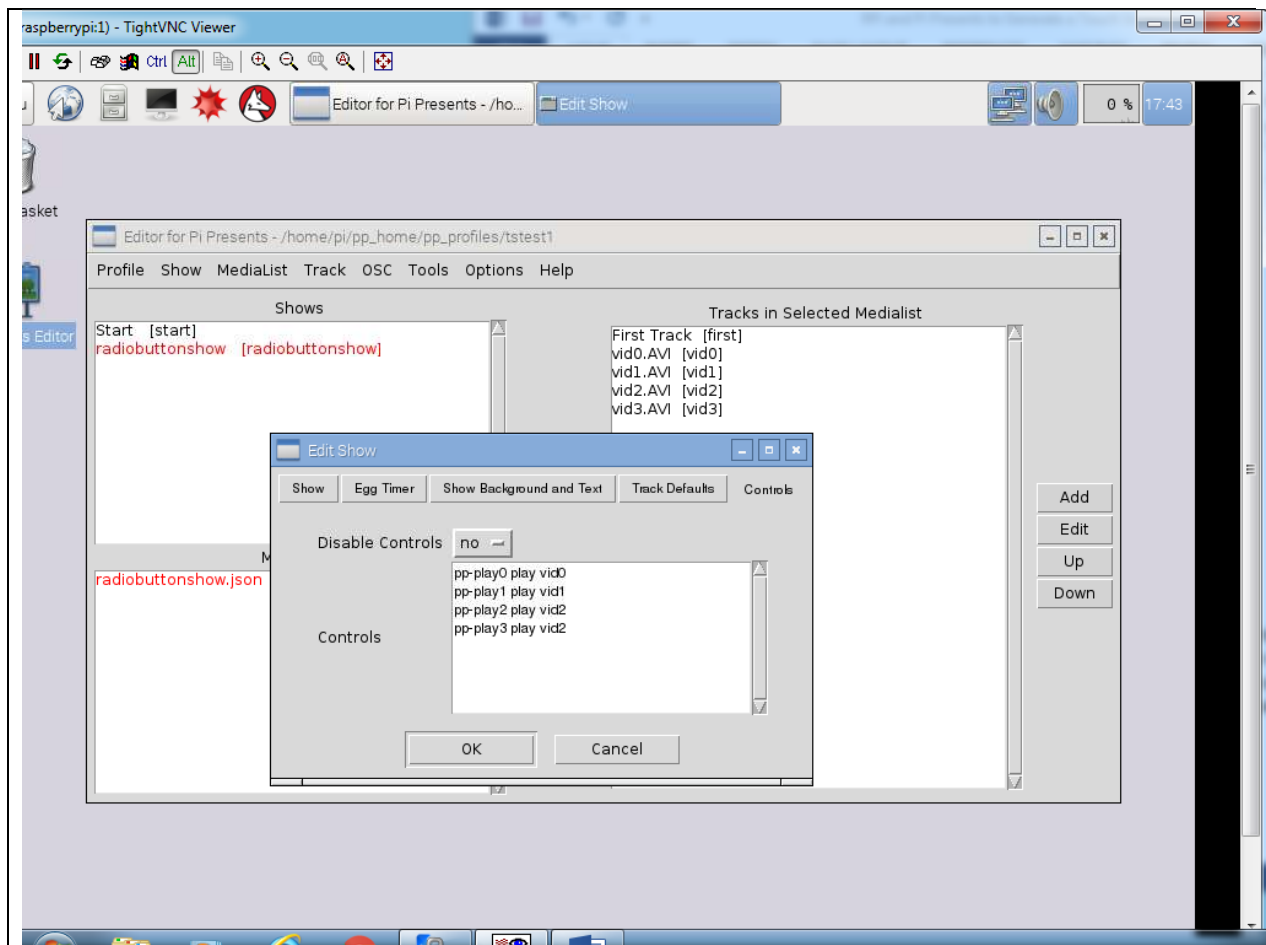 raspberrypi:1) - TightVNC Viewer
Ctrl Alt
Editor for Pi Presents - /ho...
Edit Show
0 %
17:43
asket
s Editor
Editor for Pi Presents - /home/pi/pp_home/pp_profiles/tstest1
Profile Show MediaList Track OSC Tools Options Help
Shows
Start [start]
radiobuttonshow [radiobuttonshow]
Tracks in Selected Medialist
First Track [first]
vid0.AVI [vid0]
vid1.AVI [vid1]
vid2.AVI [vid2]
vid3.AVI [vid3]
M
radiobuttonshow.json
Edit Show
Show Egg Timer Show Background and Text Track Defaults Controls
Disable Controls no
Controls
pp-play0 play vid0
pp-play1 play vid1
pp-play2 play vid2
pp-play3 play vid2
OK Cancel
Add
Edit
Up
Down